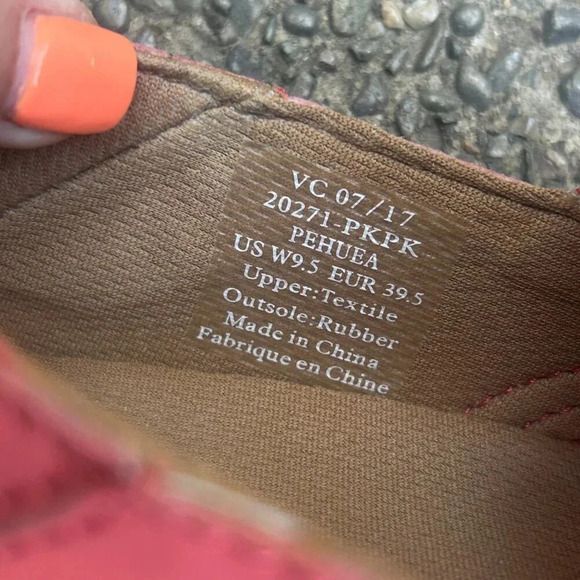 VC 07/17
20271-PKPK
PEHUEA
US W9.5 EUR 39.5
Upper:Textile
Outsole:Rubber
Made in China
Fabrique en Chine